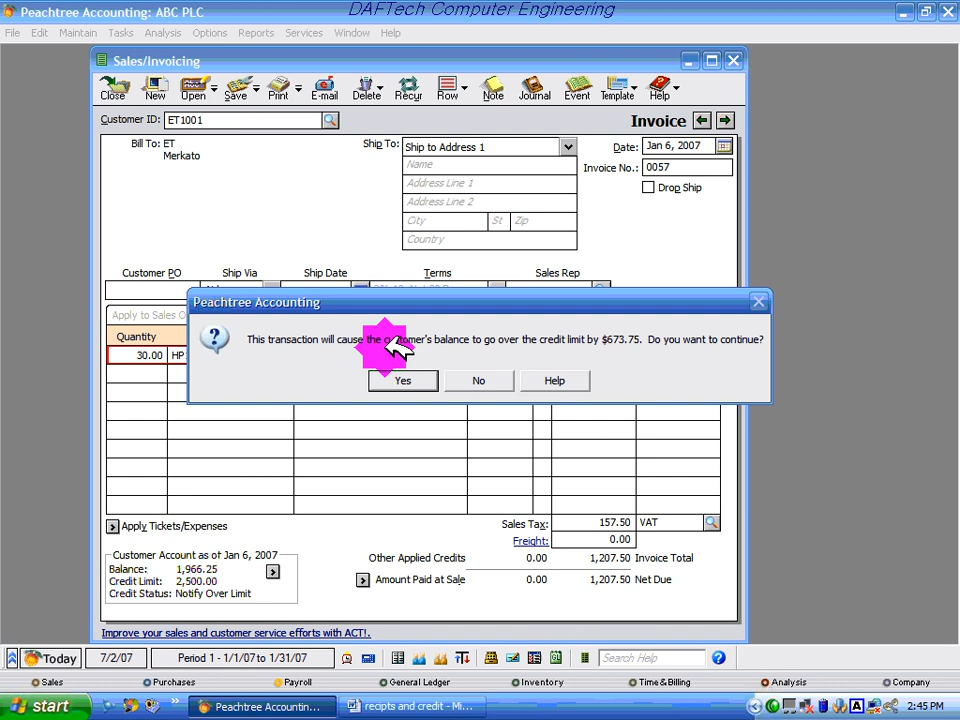 Peachtree Accounting: ABC PLC
DAFTech Computer Engineering
File Edit Maintain Tasks Analysis Options Reports Services Window Help
Sales/Invoicing
Close New Open Save Print E-mail Delete Recur Row Note Journal Event Template Help
Customer ID: ET1001
Invoice
Bill To: ET
Merkato
Ship To: Ship to Address 1
Name
Address Line 1
Address Line 2
City St Zip
Country
Date: Jan 6, 2007
Invoice No.: 0057
Drop Ship
Customer PO Ship Via Ship Date Terms Sales Rep
Apply to Sales O
Quantity
30.00 HP
Peachtree Accounting
This transaction will cause the customer's balance to go over the credit limit by $673.75. Do you want to continue?
Yes No Help
Apply Tickets/Expenses
Sales Tax: 157.50 VAT
Freight: 0.00
Customer Account as of Jan 6, 2007
Balance: 1,966.25
Credit Limit: 2,500.00
Credit Status: Notify Over Limit
Other Applied Credits 0.00 1,207.50 Invoice Total
Amount Paid at Sale 0.00 1,207.50 Net Due
Improve your sales and customer service efforts with ACT!.
Today 7/2/07 Period 1 - 1/1/07 to 1/31/07 Search Help
Sales Purchases Payroll General Ledger Inventory Time & Billing Analysis Company
start Peachtree Accountin... recipts and credit - Mi... A 2:45 PM